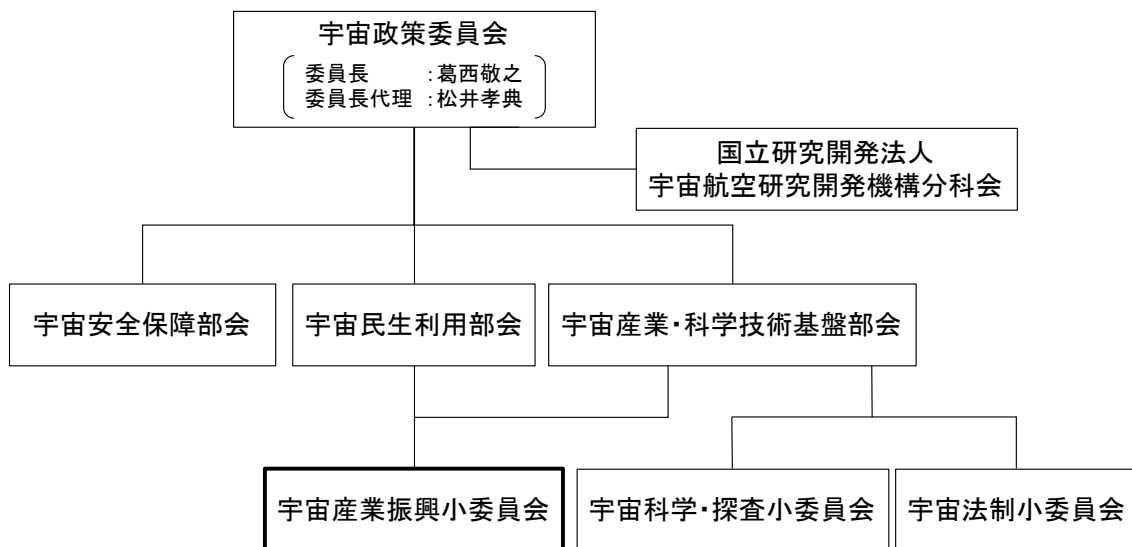 宇宙政策委員会
委員長　　：葛西敬之
委員長代理：松井孝典
国立研究開発法人
宇宙航空研究開発機構分科会
宇宙安全保障部会
宇宙民生利用部会
宇宙産業・科学技術基盤部会
宇宙産業振興小委員会
宇宙科学・探査小委員会
宇宙法制小委員会